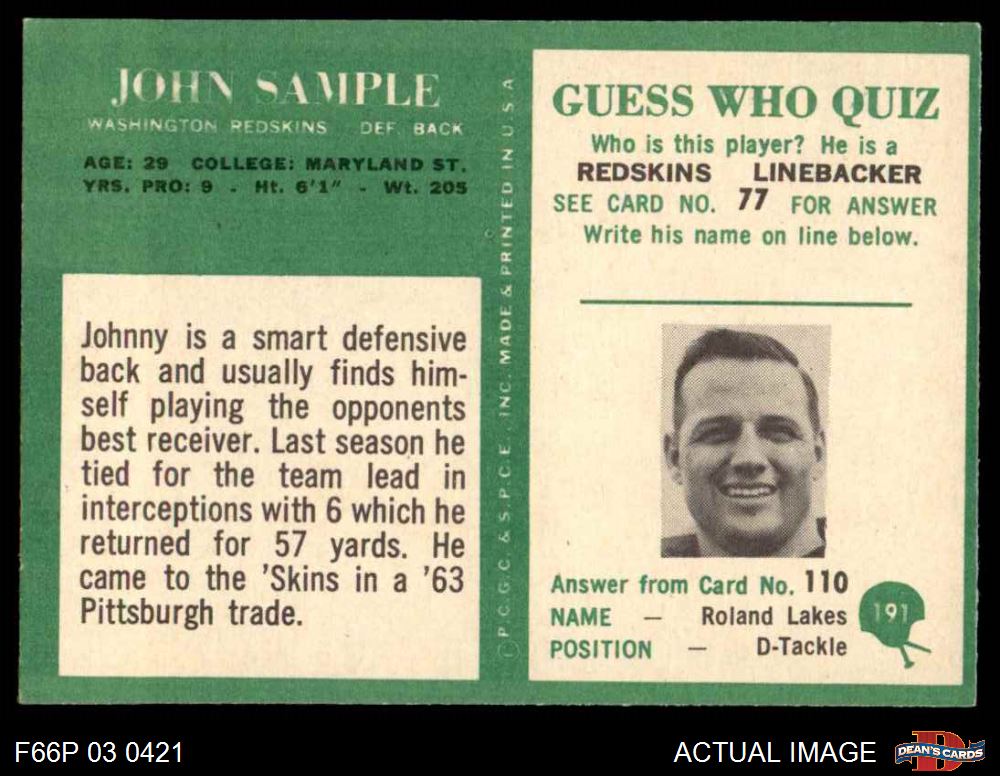 JOHN SAMPLE
WASHINGTON REDSKINS DEF. BACK
AGE: 29 COLLEGE: MARYLAND ST.
YRS. PRO: 9 - Ht. 6'1" - Wt. 205
Johnny is a smart defensive
back and usually finds him-
self playing the opponents
best receiver. Last season he
tied for the team lead in
interceptions with 6 which he
returned for 57 yards. He
came to the 'Skins in a '63
Pittsburgh trade.
© P.C.G.C. & S.P.C.E., INC. MADE & PRINTED IN U.S.A
GUESS WHO QUIZ
Who is this player? He is a
REDSKINS LINEBACKER
SEE CARD NO. 77 FOR ANSWER
Write his name on line below.
Answer from Card No. 110
NAME — Roland Lakes
POSITION — D-Tackle
191
F66P 03 0421
ACTUAL IMAGE
DEAN'S CARDS